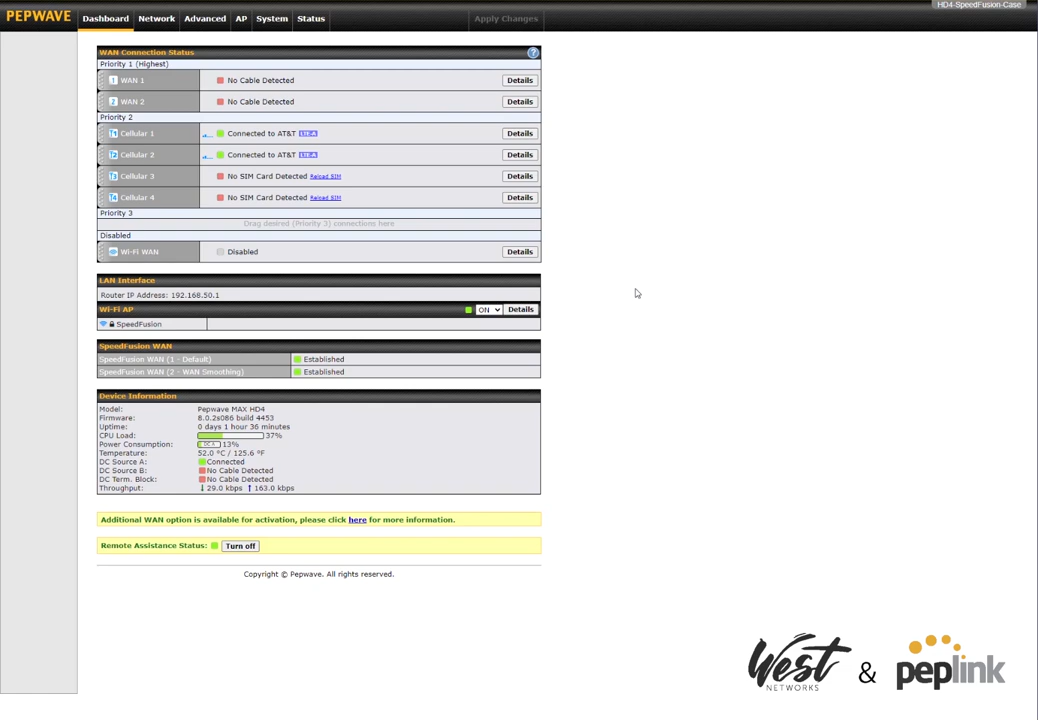 HD4-SpeedFusion-Case
PEPWAVE Dashboard Network Advanced AP System Status Apply Changes
WAN Connection Status
Priority 1 (Highest)
1 WAN 1 No Cable Detected Details
2 WAN 2 No Cable Detected Details
Priority 2
1 Cellular 1 Connected to AT&T LTE-A Details
2 Cellular 2 Connected to AT&T LTE-A Details
3 Cellular 3 No SIM Card Detected Reload SIM Details
4 Cellular 4 No SIM Card Detected Reload SIM Details
Priority 3
Drag desired (Priority 3) connections here
Disabled
Wi-Fi WAN Disabled Details
LAN Interface
Router IP Address: 192.168.50.1
Wi-Fi AP ON Details
SpeedFusion
SpeedFusion WAN
SpeedFusion WAN (1 - Default) Established
SpeedFusion WAN (2 - WAN Smoothing) Established
Device Information
Model: Pepwave MAX HD4
Firmware: 8.0.2s086 build 4453
Uptime: 0 days 1 hour 36 minutes
CPU Load: 37%
Power Consumption: DC A 13%
Temperature: 52.0 °C / 125.6 °F
DC Source A: Connected
DC Source B: No Cable Detected
DC Term. Block: No Cable Detected
Throughput: ↓ 29.0 kbps ↑ 163.0 kbps
Additional WAN option is available for activation, please click here for more information.
Remote Assistance Status: Turn off
Copyright © Pepwave. All rights reserved.
West NETWORKS & peplink